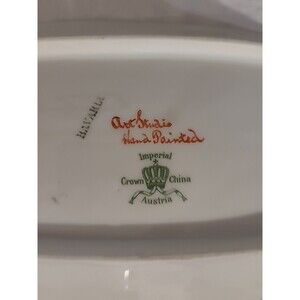 BAVARIA
Art Studio
Hand Painted
Imperial
Crown China
Austria